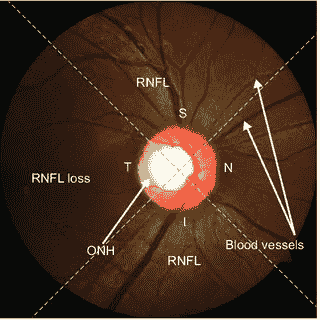 RNFL
S
T
N
RNFL loss
I
ONH
RNFL
Blood vessels